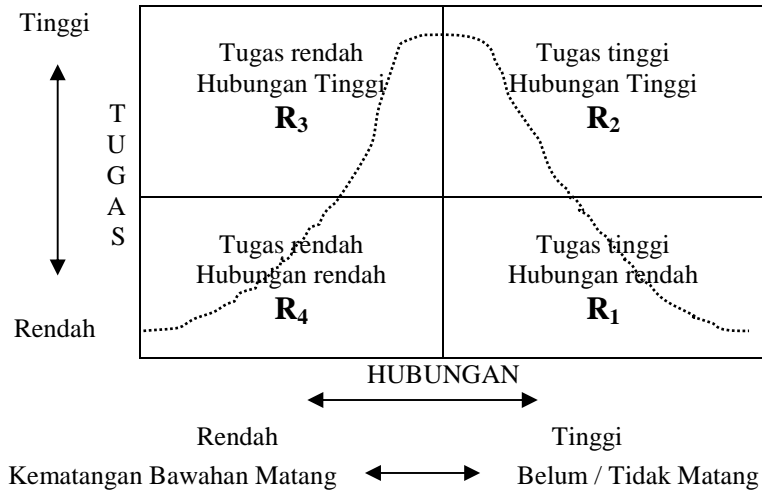 Tinggi
Tugas rendah
Hubungan Tinggi
R₃
Tugas tinggi
Hubungan Tinggi
R₂
T
U
G
A
S
Tugas rendah
Hubungan rendah
R₄
Tugas tinggi
Hubungan rendah
R₁
Rendah
HUBUNGAN
Rendah Tinggi
Kematangan Bawahan Matang Belum / Tidak Matang